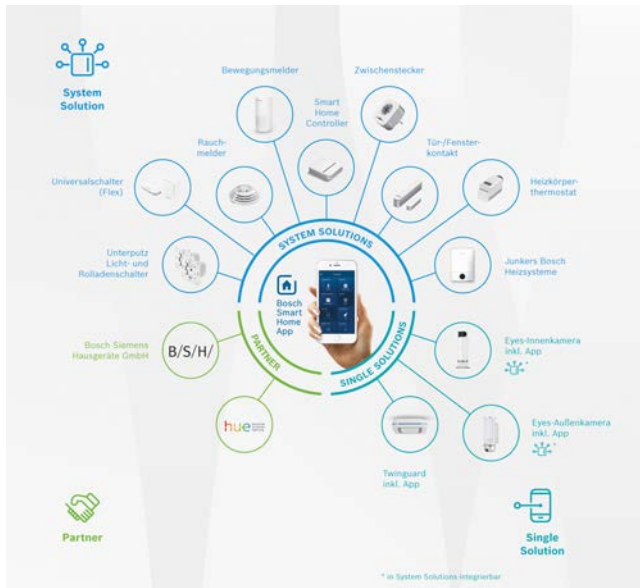 System
Solution
Bewegungsmelder
Zwischenstecker
Smart
Home
Controller
Rauch-
melder
Tür-/Fenster-
kontakt
Universalschalter
(Flex)
Heizkörper-
thermostat
SYSTEM SOLUTIONS
Unterputz
Licht- und
Rolladenschalter
Junkers Bosch
Heizsysteme
Bosch
Smart
Home
App
PARTNER
SINGLE SOLUTIONS
Bosch Siemens
Hausgeräte GmbH
B/S/H/
Eyes-Innenkamera
inkl. App
*
hue
Eyes-Außenkamera
inkl. App
*
Twinguard
inkl. App
Partner
Single
Solution
* in System Solutions integrierbar